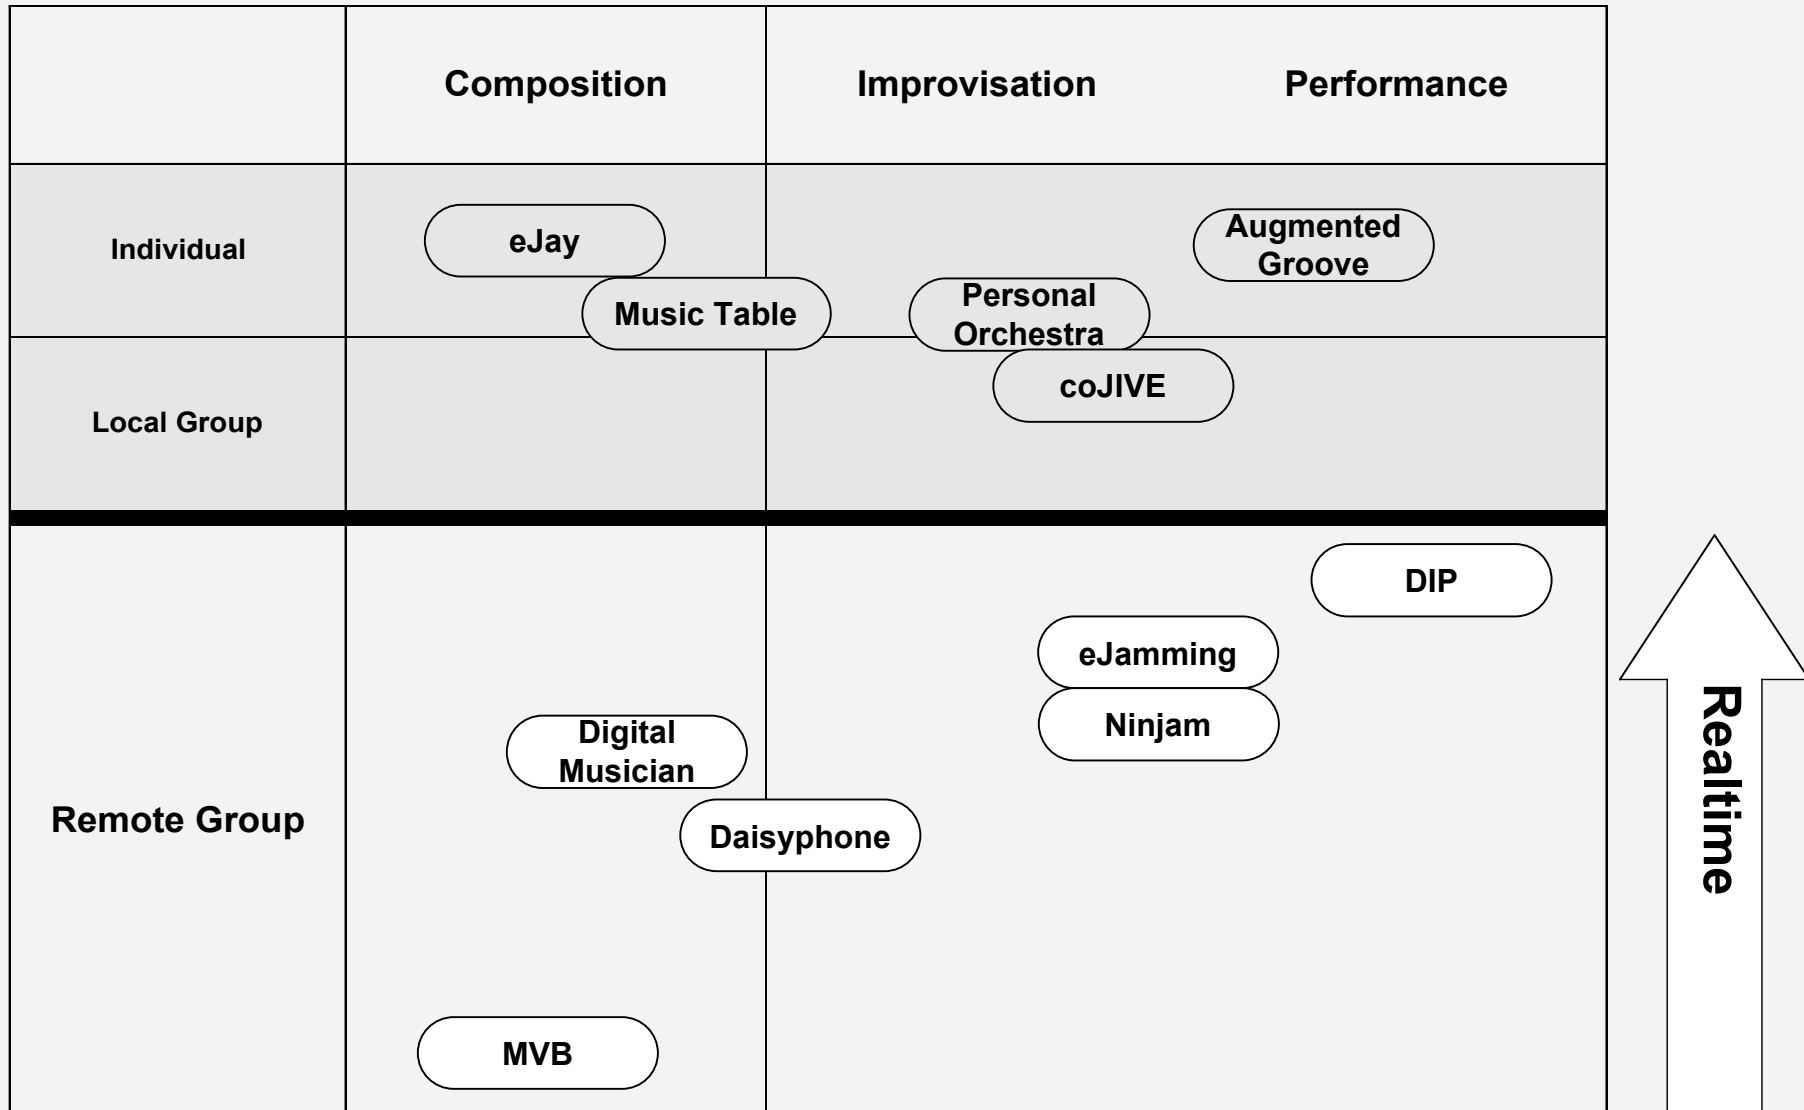 Composition
Improvisation
Performance
Individual
eJay
Augmented
Groove
Music Table
Personal
Orchestra
Local Group
coJIVE
Remote Group
DIP
eJamming
Ninjam
Digital
Musician
Daisyphone
MVB
Realtime